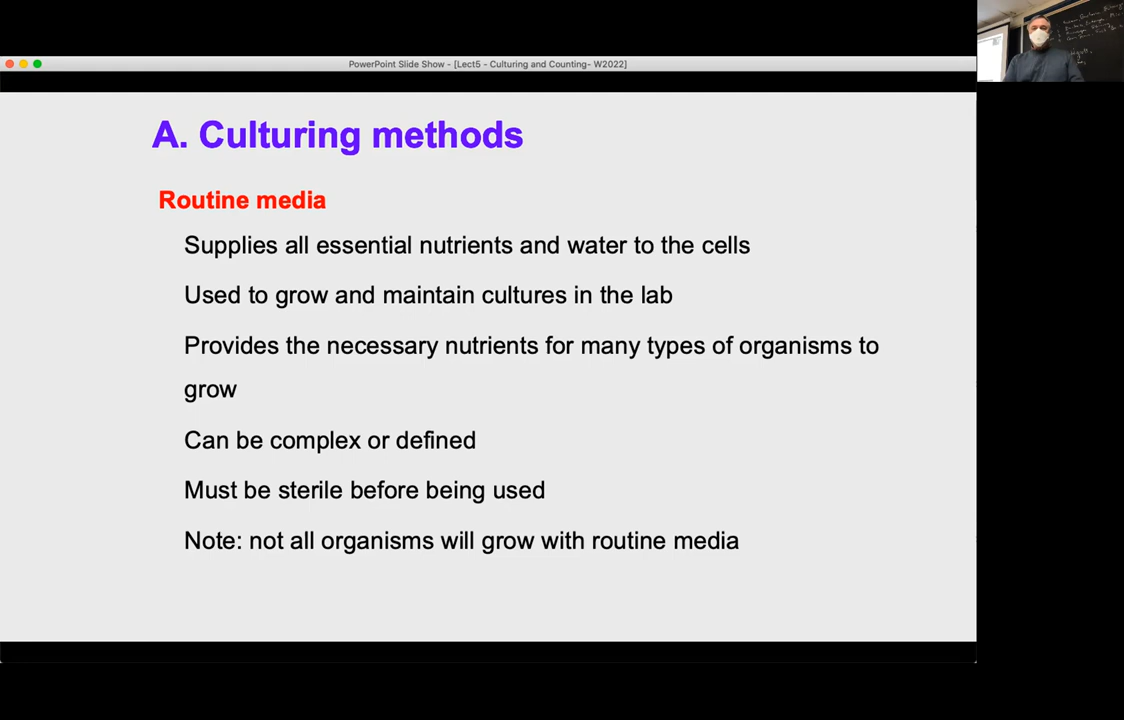 PowerPoint Slide Show - [Lect5 - Culturing and Counting- W2022]
A. Culturing methods
Routine media
Supplies all essential nutrients and water to the cells
Used to grow and maintain cultures in the lab
Provides the necessary nutrients for many types of organisms to
grow
Can be complex or defined
Must be sterile before being used
Note: not all organisms will grow with routine media